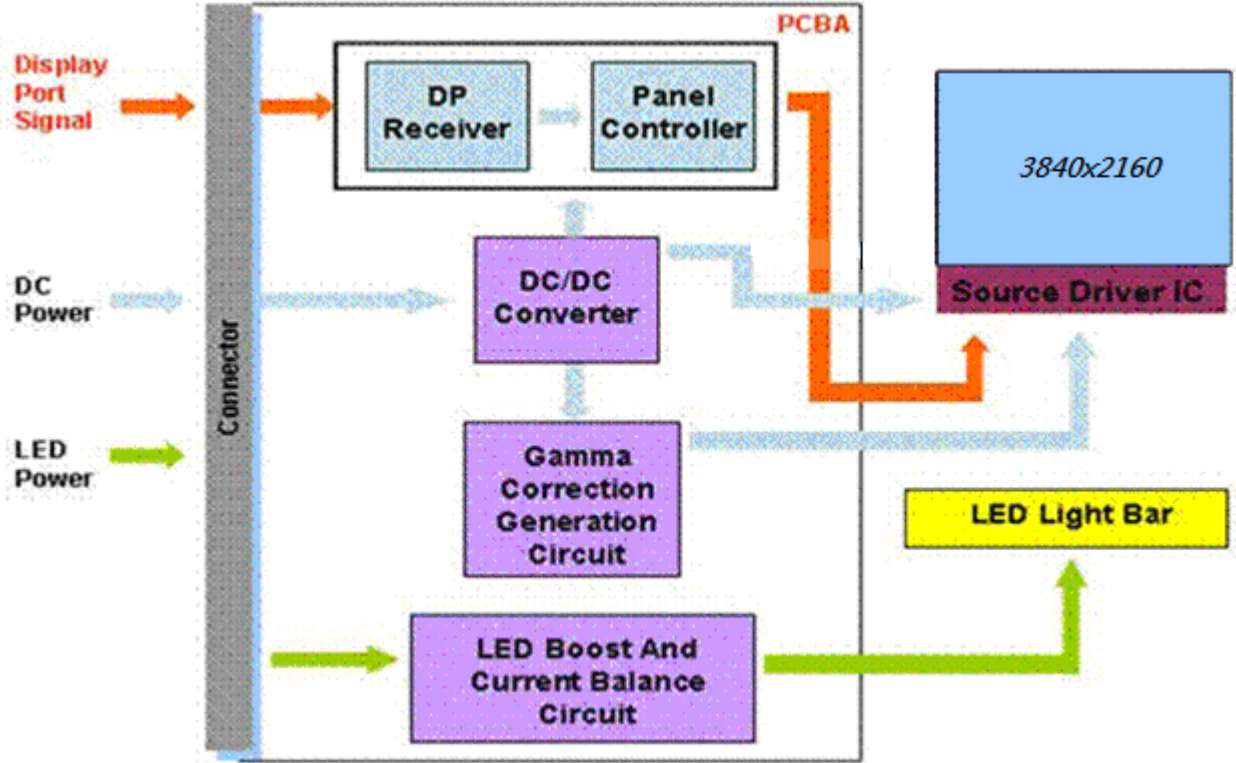 PCBA
Display
Port
Signal
DP
Receiver
Panel
Controller
3840x2160
DC
Power
DC/DC
Converter
Source Driver IC
Connector
LED
Power
Gamma
Correction
Generation
Circuit
LED Light Bar
LED Boost And
Current Balance
Circuit